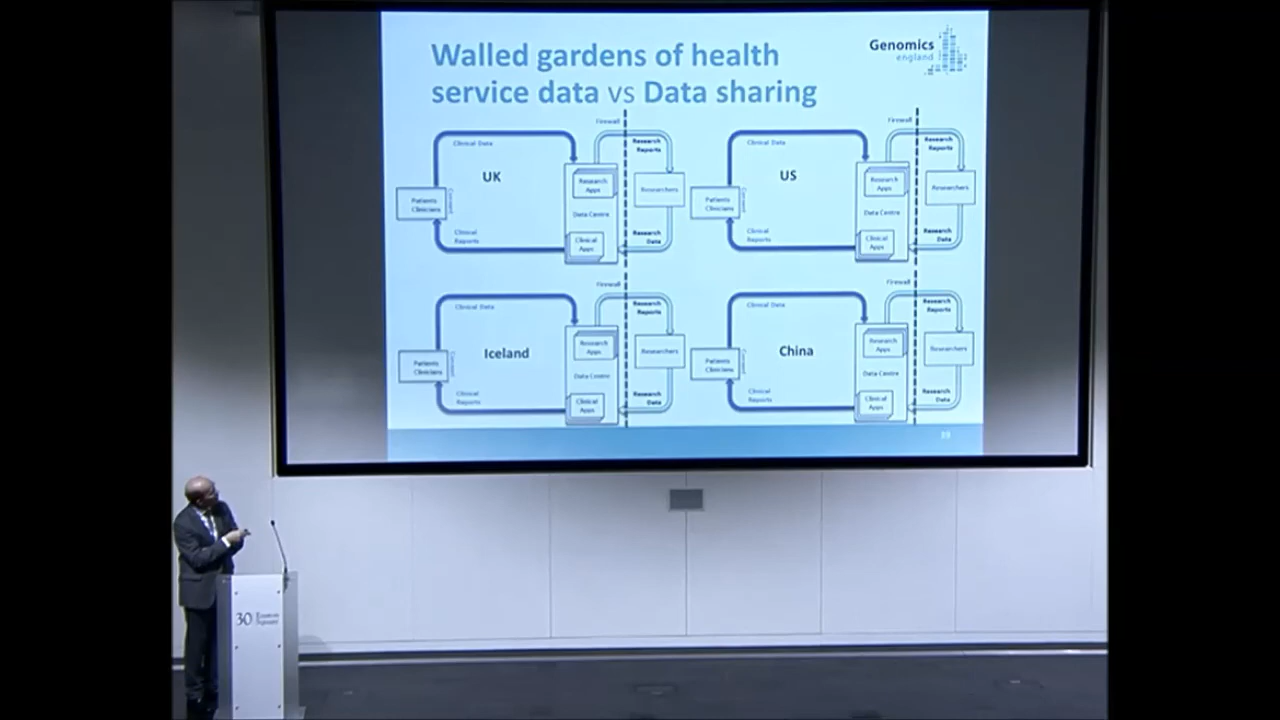 Walled gardens of health
service data vs Data sharing
Genomics
england
Firewall
Clinical Data
Research
Reports
UK
Research
Apps
Researchers
Patients
Clinicians
Consent
Data Centre
Clinical
Reports
Clinical
Apps
Research
Data
Firewall
Clinical Data
Research
Reports
US
Research
Apps
Researchers
Patients
Clinicians
Data Centre
Clinical
Reports
Clinical
Apps
Research
Data
Firewall
Clinical Data
Research
Reports
Iceland
Research
Apps
Researchers
Patients
Clinicians
Data Centre
Clinical
Reports
Clinical
Apps
Research
Data
Firewall
Clinical Data
Research
Reports
China
Research
Apps
Researchers
Patients
Clinicians
Data Centre
Clinical
Reports
Clinical
Apps
Research
Data
30